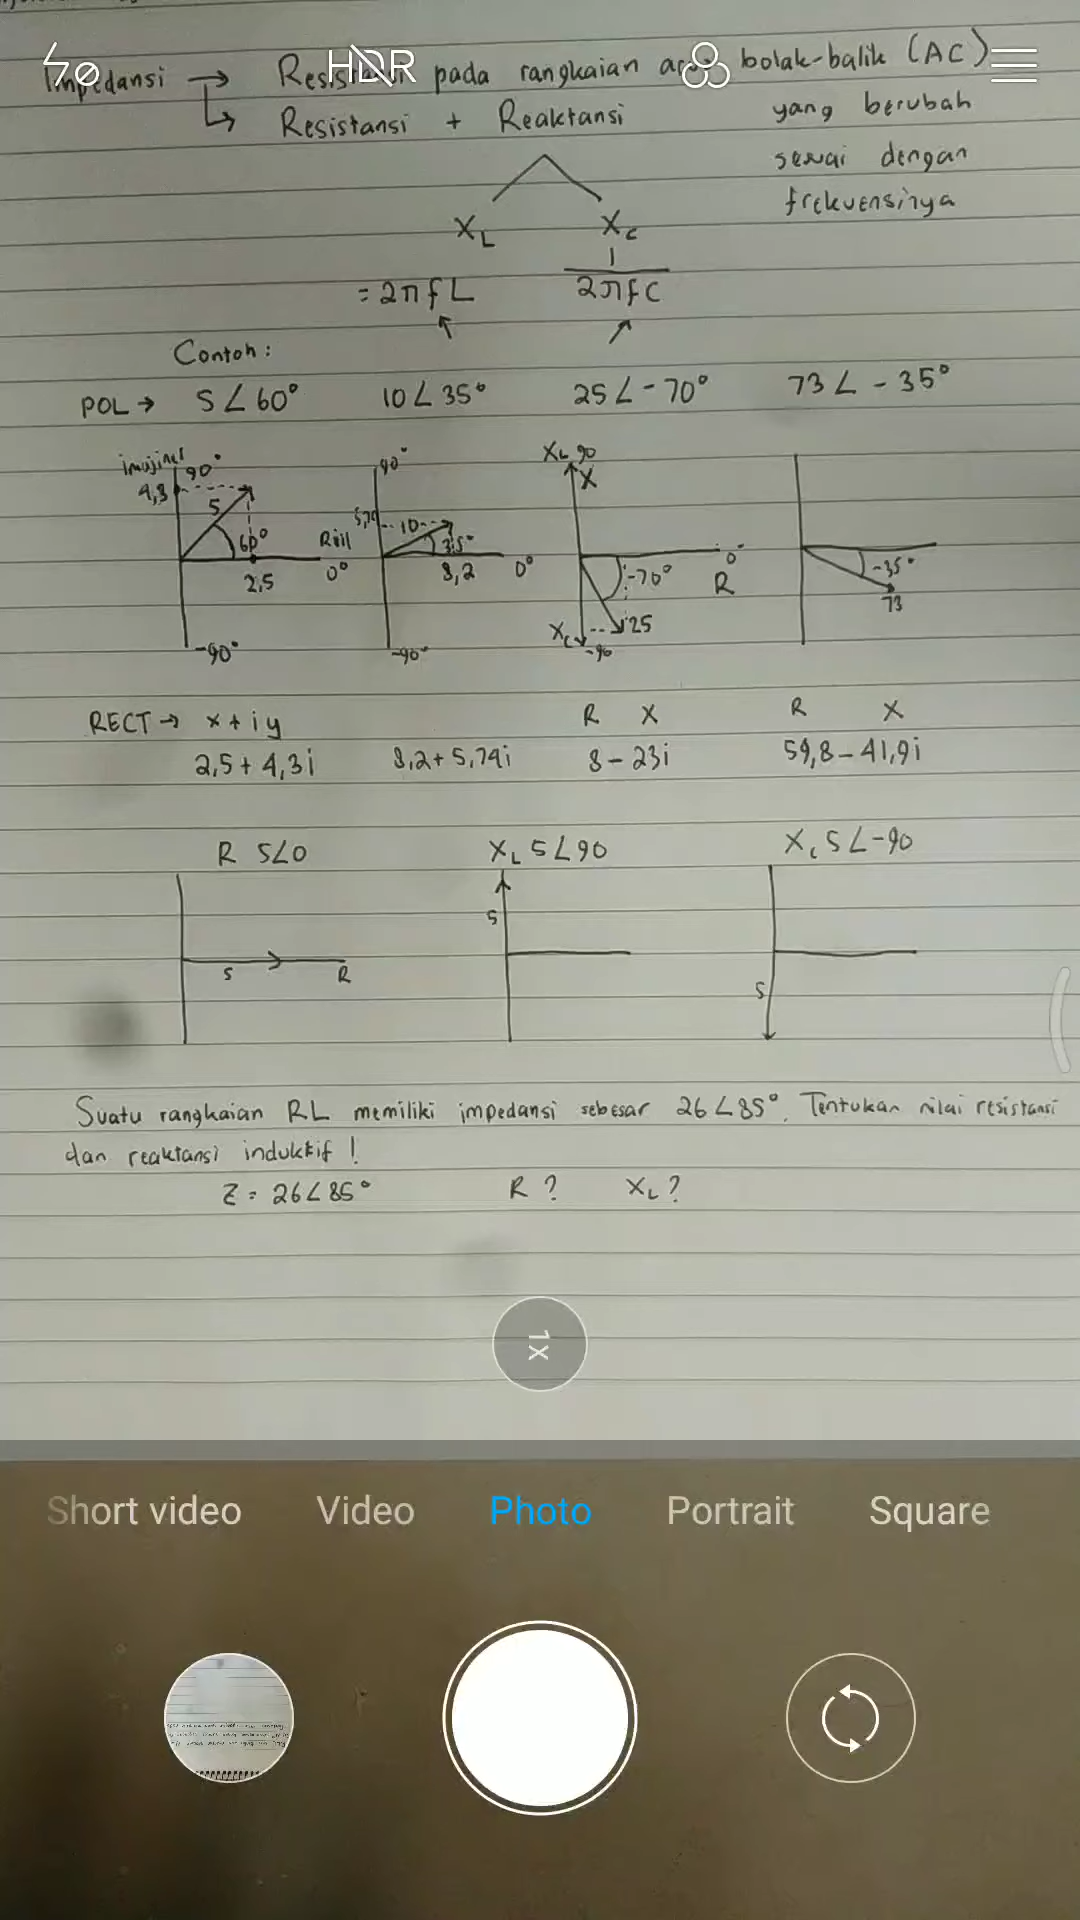 HDR
Impedansi → Resistansi pada rangkaian arus bolak-balik (AC)
↳ Resistansi + Reaktansi
yang berubah
sesuai dengan
frekuensinya
XL XC
= 2πfL 1/2πfC
Contoh :
POL → 5∠60° 10∠35° 25∠-70° 73∠-35°
imajiner 90° 90° XL 90
4,3 5 5,74 10 X
60° Riil 35° 0° -70° -35°
2,5 0° 8,2 0° R 73
XC 25
-90° -90° -90
RECT → x + iy R X R X
2,5 + 4,3i 8,2 + 5,74i 8 - 23i 59,8 - 41,9i
R 5∠0 XL 5∠90 XC 5∠-90
5
5 R 5
Suatu rangkaian RL memiliki impedansi sebesar 26∠85°. Tentukan nilai resistansi
dan reaktansi induktif !
Z = 26∠85° R ? XL ?
1X
Short video Video Photo Portrait Square